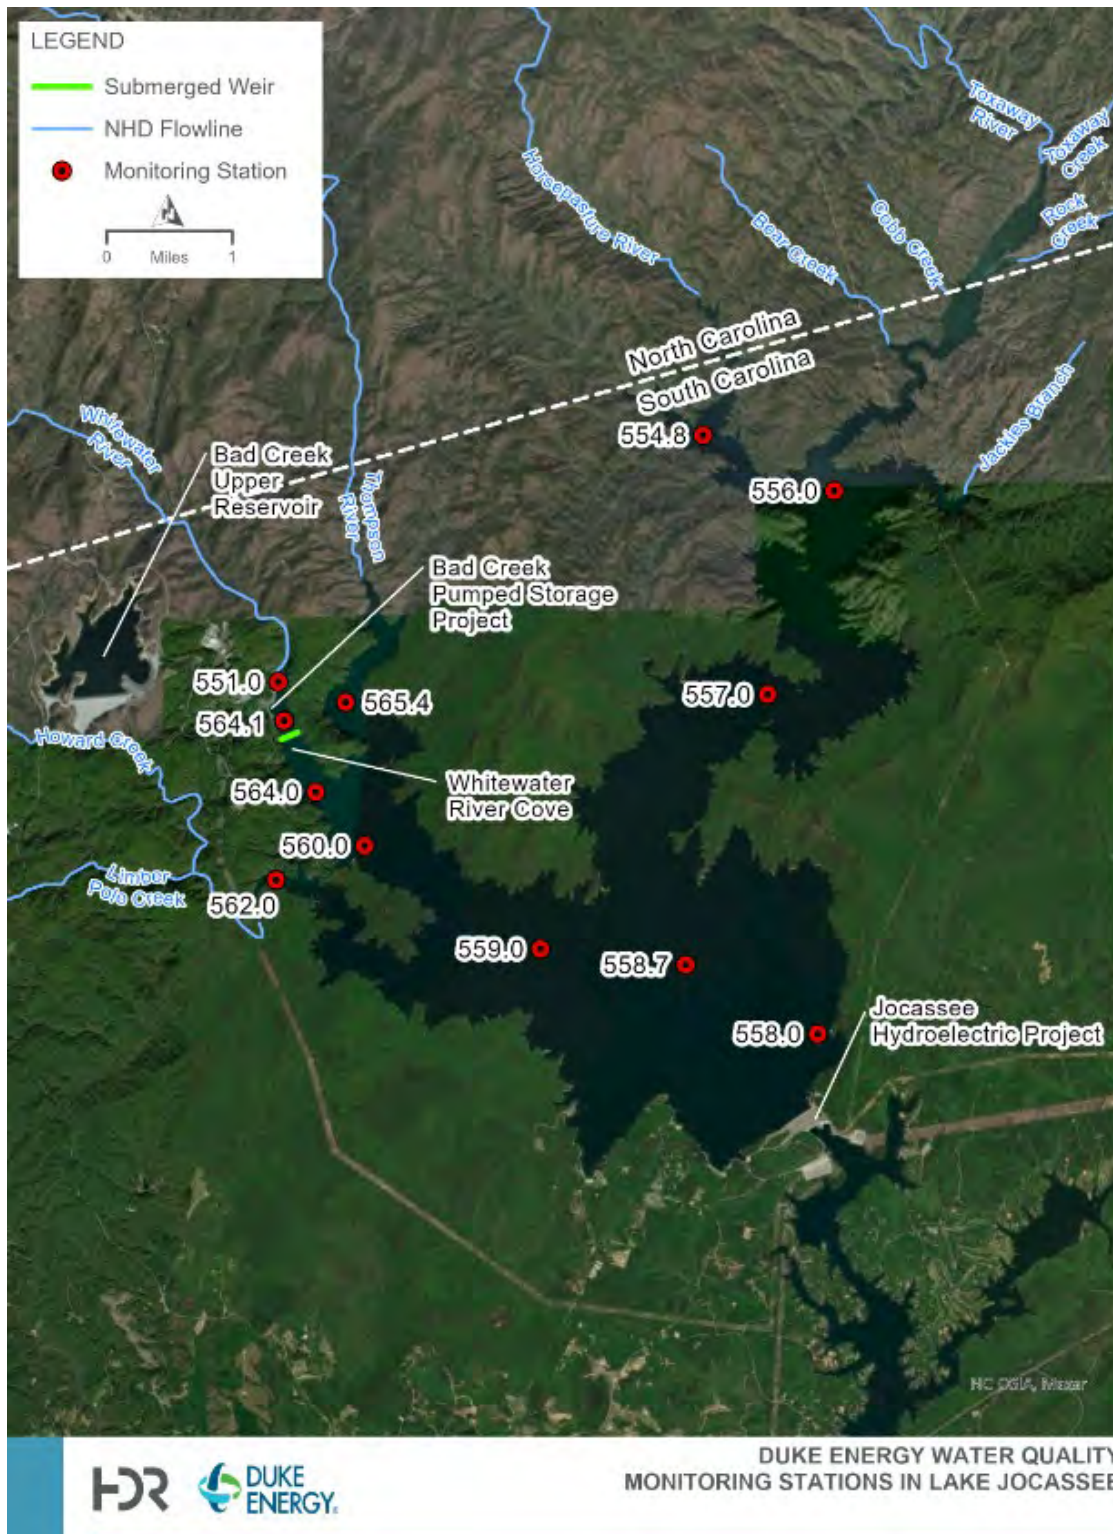 LEGEND
Submerged Weir
NHD Flowline
Monitoring Station
0 Miles 1
Toxaway
River
Toxaway
Creek
Rock
Creek
Horsepasture River
Bear Creek
Cobb Creek
North Carolina
South Carolina
Jackies Branch
554.8
556.0
Whitewater
River
Bad Creek
Upper
Reservoir
Thompson
River
Bad Creek
Pumped Storage
Project
551.0
565.4
564.1
557.0
Howard Creek
Whitewater
River Cove
564.0
560.0
Limber
Pole Creek
562.0
559.0
558.7
558.0
Jocassee
Hydroelectric Project
NC CGIA, Maxar
HDR
DUKE
ENERGY.
DUKE ENERGY WATER QUALITY
MONITORING STATIONS IN LAKE JOCASSEE